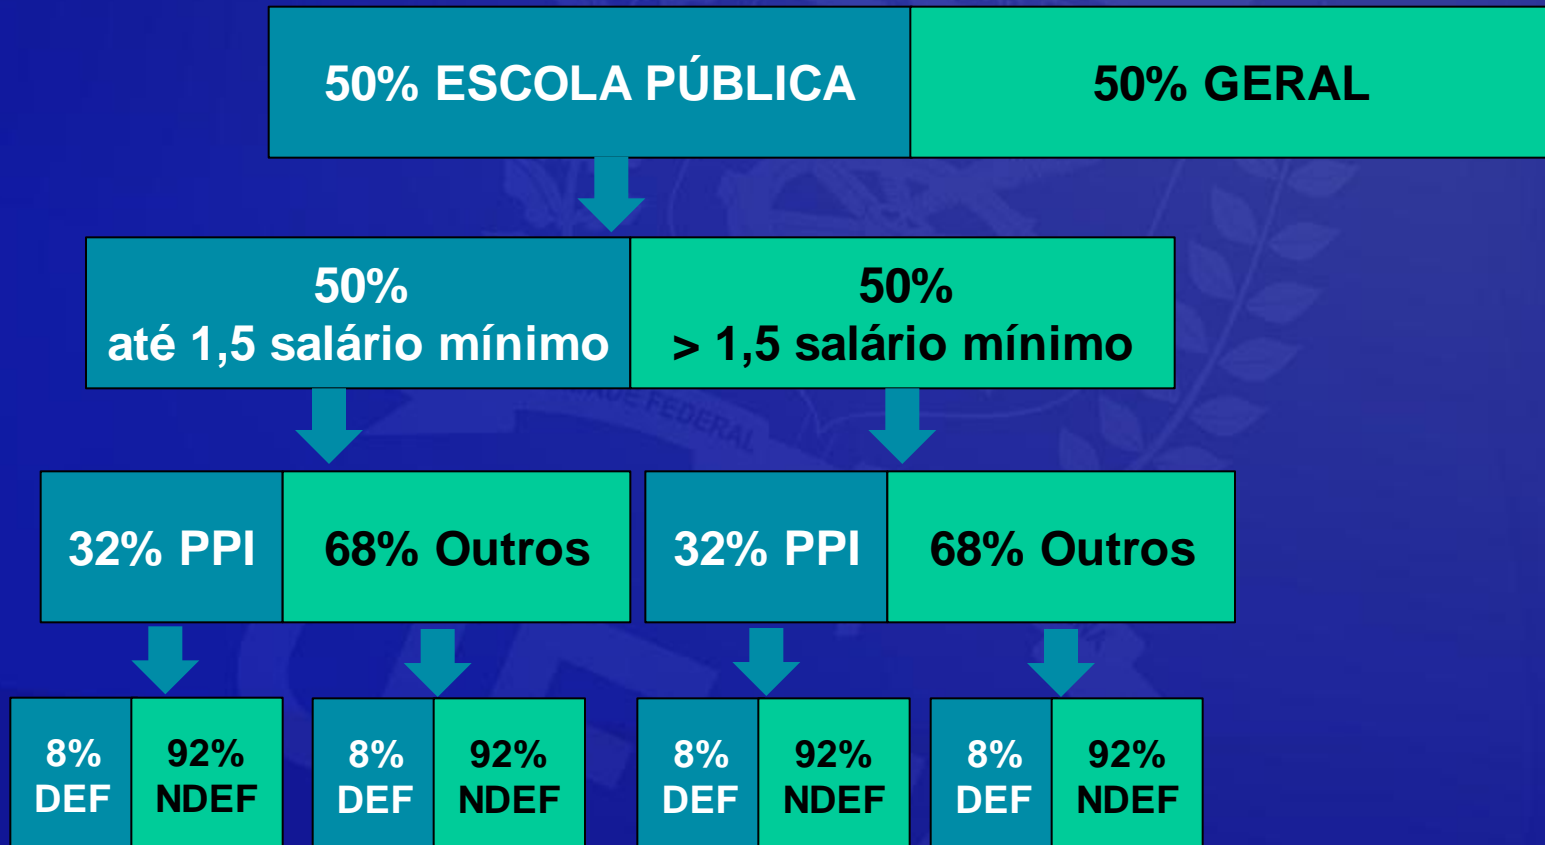 50% ESCOLA PÚBLICA
50% GERAL
50%
até 1,5 salário mínimo
50%
> 1,5 salário mínimo
DADE FEDERAL
32% PPI
68% Outros
32% PPI
68% Outros
8%
DEF
92%
NDEF
8%
DEF
92%
NDEF
8%
DEF
92%
NDEF
8%
DEF
92%
NDEF